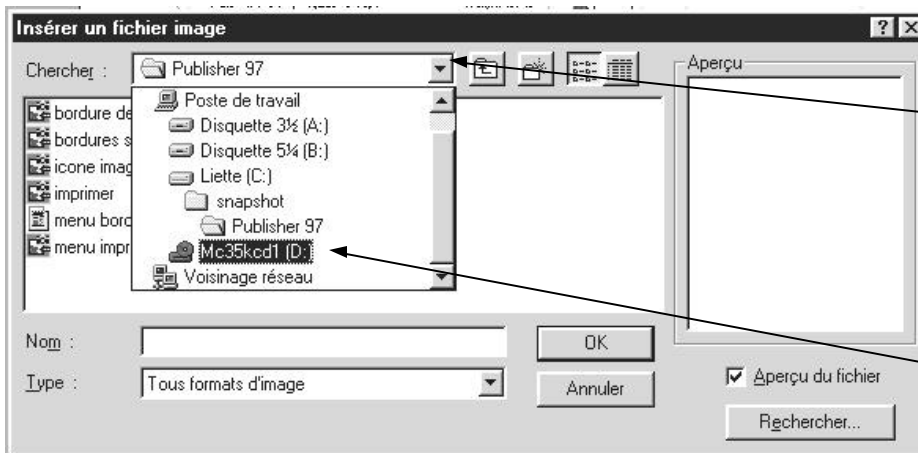 Insérer un fichier image
Chercher :
Publisher 97
Aperçu
bordure de
bordures s
icone imag
imprimer
menu bord
menu impr
Poste de travail
Disquette 3½ (A:)
Disquette 5¼ (B:)
Liette (C:)
snapshot
Publisher 97
Mc35kcd1 (D:)
Voisinage réseau
Nom :
OK
Type :
Tous formats d'image
Annuler
Aperçu du fichier
Rechercher...